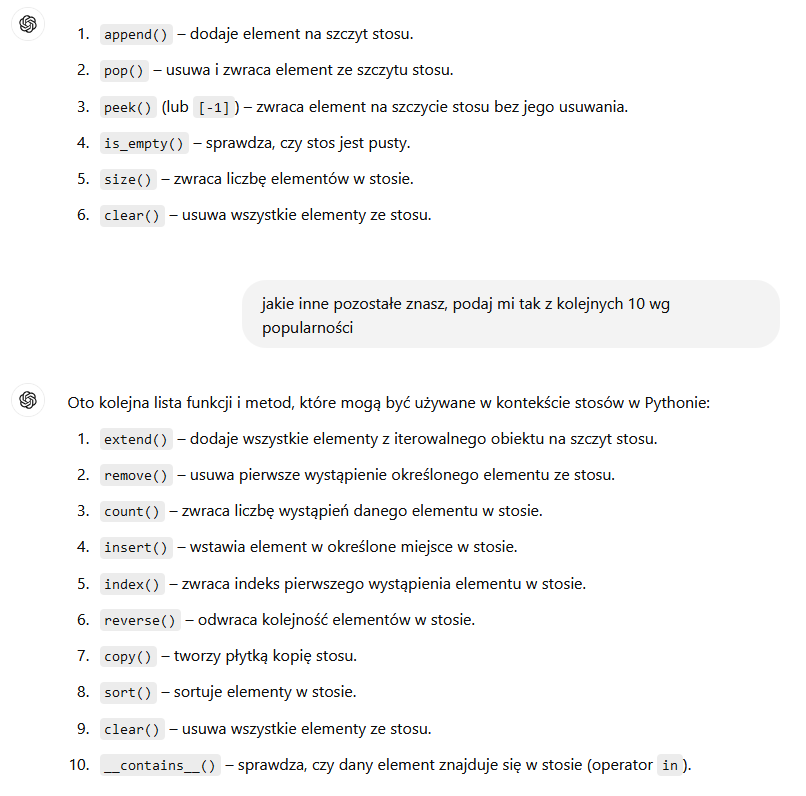 1. append() – dodaje element na szczyt stosu.
2. pop() – usuwa i zwraca element ze szczytu stosu.
3. peek() (lub [-1]) – zwraca element na szczycie stosu bez jego usuwania.
4. is_empty() – sprawdza, czy stos jest pusty.
5. size() – zwraca liczbę elementów w stosie.
6. clear() – usuwa wszystkie elementy ze stosu.
jakie inne pozostałe znasz, podaj mi tak z kolejnych 10 wg
popularności
Oto kolejna lista funkcji i metod, które mogą być używane w kontekście stosów w Pythonie:
1. extend() – dodaje wszystkie elementy z iterowalnego obiektu na szczyt stosu.
2. remove() – usuwa pierwsze wystąpienie określonego elementu ze stosu.
3. count() – zwraca liczbę wystąpień danego elementu w stosie.
4. insert() – wstawia element w określone miejsce w stosie.
5. index() – zwraca indeks pierwszego wystąpienia elementu w stosie.
6. reverse() – odwraca kolejność elementów w stosie.
7. copy() – tworzy płytką kopię stosu.
8. sort() – sortuje elementy w stosie.
9. clear() – usuwa wszystkie elementy ze stosu.
10. __contains__() – sprawdza, czy dany element znajduje się w stosie (operator in).